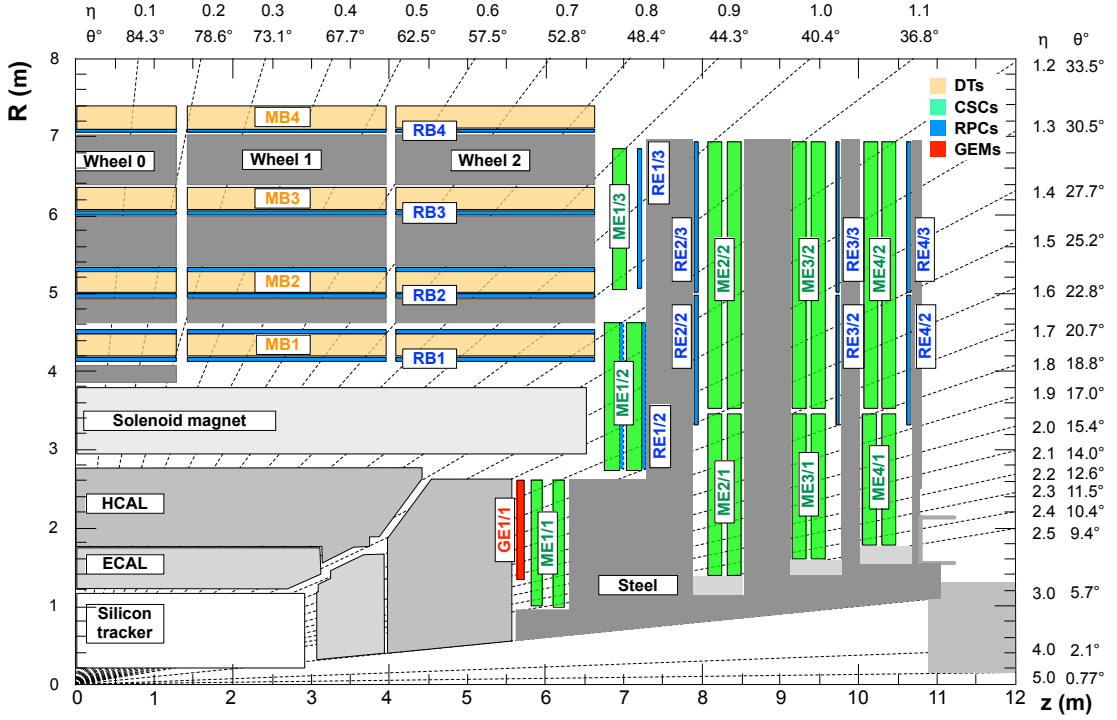 η 0.1 0.2 0.3 0.4 0.5 0.6 0.7 0.8 0.9 1.0 1.1
θ° 84.3° 78.6° 73.1° 67.7° 62.5° 57.5° 52.8° 48.4° 44.3° 40.4° 36.8° η θ°
R (m)
8
7
6
5
4
3
2
1
0
1.2 33.5°
1.3 30.5°
1.4 27.7°
1.5 25.2°
1.6 22.8°
1.7 20.7°
1.8 18.8°
1.9 17.0°
2.0 15.4°
2.1 14.0°
2.2 12.6°
2.3 11.5°
2.4 10.4°
2.5 9.4°
3.0 5.7°
4.0 2.1°
5.0 0.77°
DTs
CSCs
RPCs
GEMs
MB4
RB4
Wheel 0
Wheel 1
Wheel 2
MB3
RB3
MB2
RB2
MB1
RB1
Solenoid magnet
HCAL
ECAL
Silicon
tracker
Steel
GE1/1
ME1/1
ME1/2
ME1/3
RE1/3
RE1/2
RE2/3
RE2/2
ME2/2
ME2/1
ME3/2
ME3/1
RE3/3
RE3/2
ME4/2
ME4/1
RE4/3
RE4/2
0 1 2 3 4 5 6 7 8 9 10 11 12
z (m)